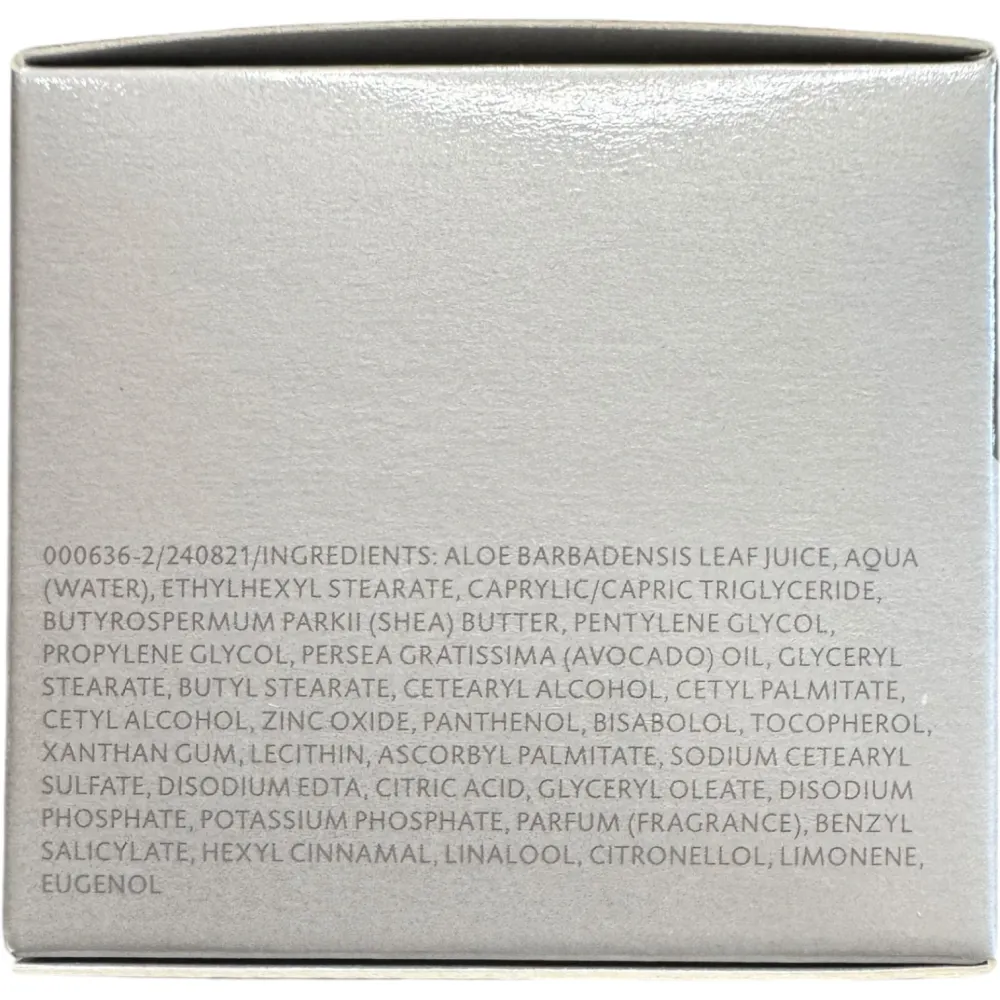 000636-2/240821/INGREDIENTS: ALOE BARBADENSIS LEAF JUICE, AQUA
(WATER), ETHYLHEXYL STEARATE, CAPRYLIC/CAPRIC TRIGLYCERIDE,
BUTYROSPERMUM PARKII (SHEA) BUTTER, PENTYLENE GLYCOL,
PROPYLENE GLYCOL, PERSEA GRATISSIMA (AVOCADO) OIL, GLYCERYL
STEARATE, BUTYL STEARATE, CETEARYL ALCOHOL, CETYL PALMITATE,
CETYL ALCOHOL, ZINC OXIDE, PANTHENOL, BISABOLOL, TOCOPHEROL,
XANTHAN GUM, LECITHIN, ASCORBYL PALMITATE, SODIUM CETEARYL
SULFATE, DISODIUM EDTA, CITRIC ACID, GLYCERYL OLEATE, DISODIUM
PHOSPHATE, POTASSIUM PHOSPHATE, PARFUM (FRAGRANCE), BENZYL
SALICYLATE, HEXYL CINNAMAL, LINALOOL, CITRONELLOL, LIMONENE,
EUGENOL